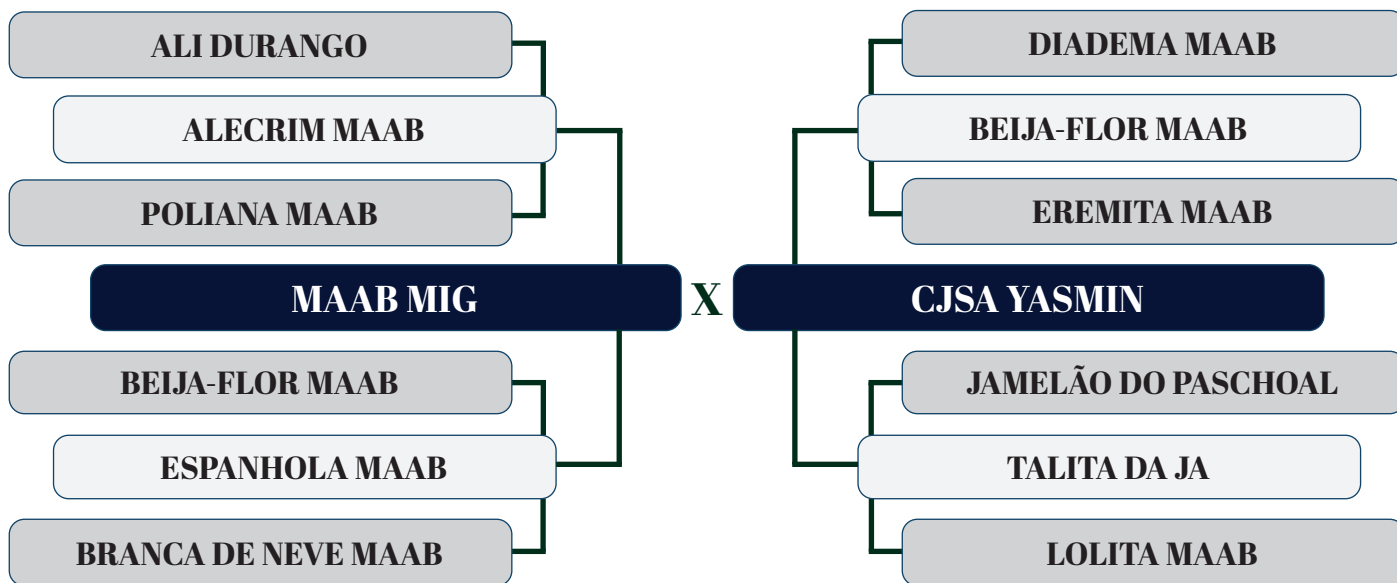 ALI DURANGO
ALECRIM MAAB
POLIANA MAAB
MAAB MIG
BEIJA-FLOR MAAB
ESPANHOLA MAAB
BRANCA DE NEVE MAAB
X
DIADEMA MAAB
BEIJA-FLOR MAAB
EREMITA MAAB
CJSA YASMIN
JAMELÃO DO PASCHOAL
TALITA DA JA
LOLITA MAAB